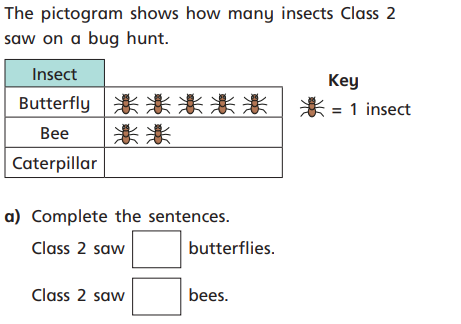 The pictogram shows how many insects Class 2
saw on a bug hunt.
Insect
Butterfly
Bee
Caterpillar
Key
= 1 insect
a) Complete the sentences.
Class 2 saw butterflies.
Class 2 saw bees.